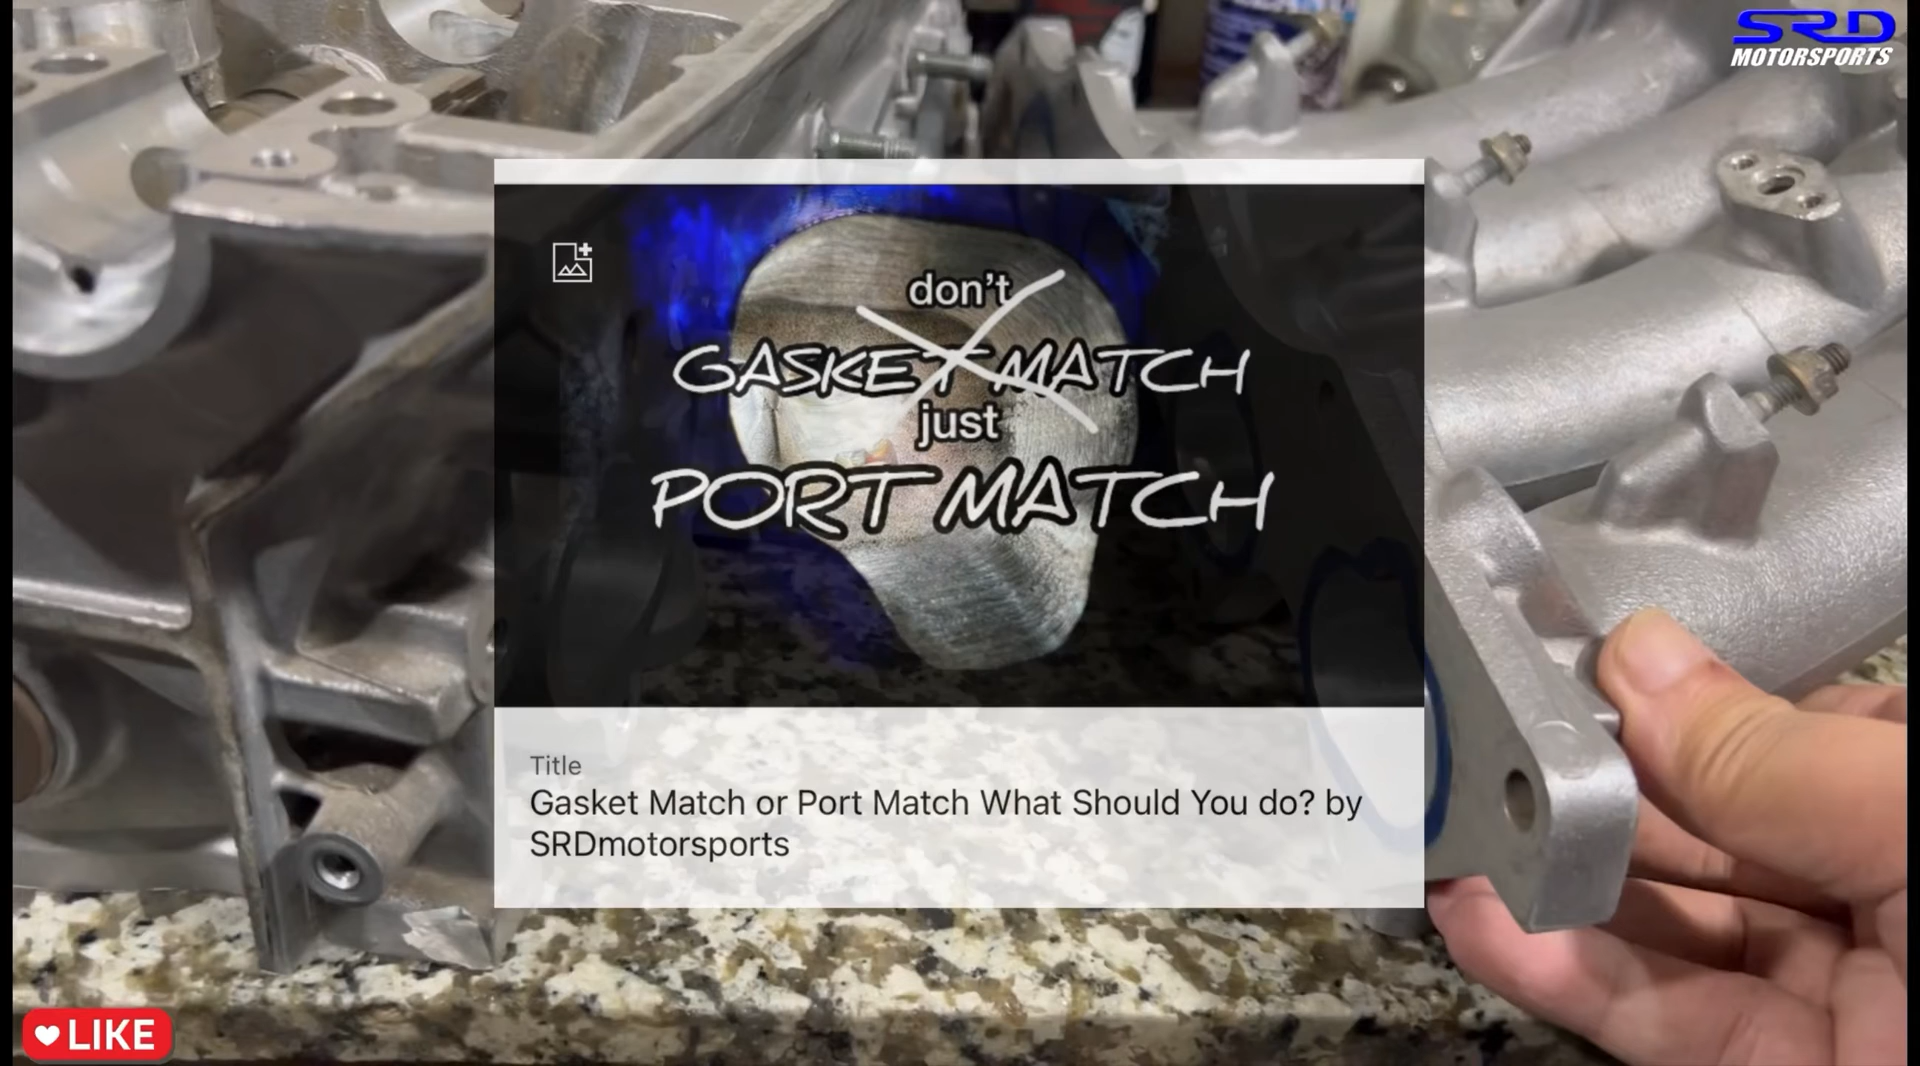 SRD
MOTORSPORTS
don't
GASKET MATCH
just
PORT MATCH
Title
Gasket Match or Port Match What Should You do? by
SRDmotorsports
LIKE